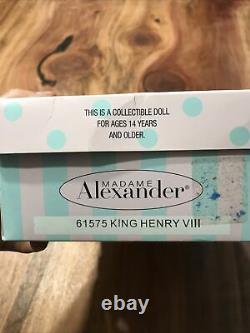 THIS IS A COLLECTIBLE DOLL
FOR AGES 14 YEARS
AND OLDER.
MADAME
Alexander®
61575 KING HENRY VIII